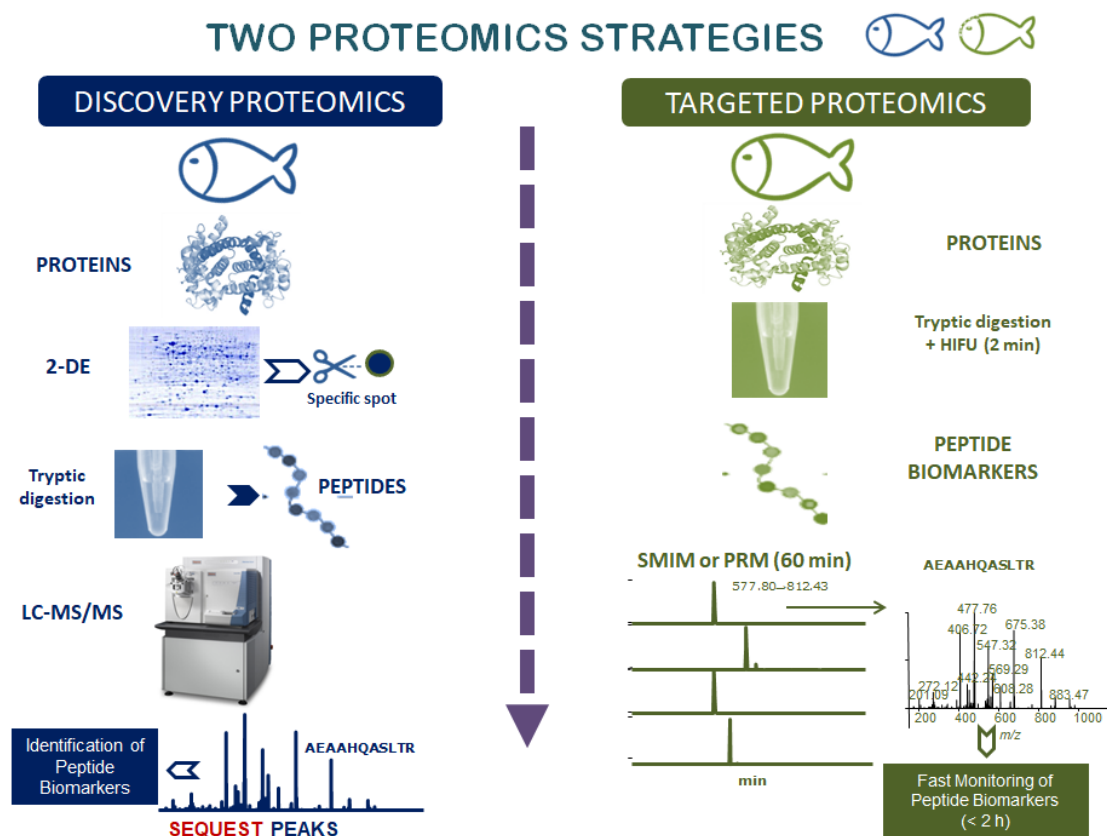 TWO PROTEOMICS STRATEGIES
DISCOVERY PROTEOMICS
PROTEINS
2-DE
Specific spot
Tryptic
digestion
PEPTIDES
LC-MS/MS
Identification of
Peptide
Biomarkers
AEAAHQASLTR
SEQUEST PEAKS
TARGETED PROTEOMICS
PROTEINS
Tryptic digestion
+ HIFU (2 min)
PEPTIDE
BIOMARKERS
SMIM or PRM (60 min)
577.80→812.43
min
AEAAHQASLTR
477.76
406.72
675.38
547.32
812.44
569.29
442.24
272.12
608.28
201.09
883.47
200 400 600 800 1000
m/z
Fast Monitoring of
Peptide Biomarkers
(< 2 h)